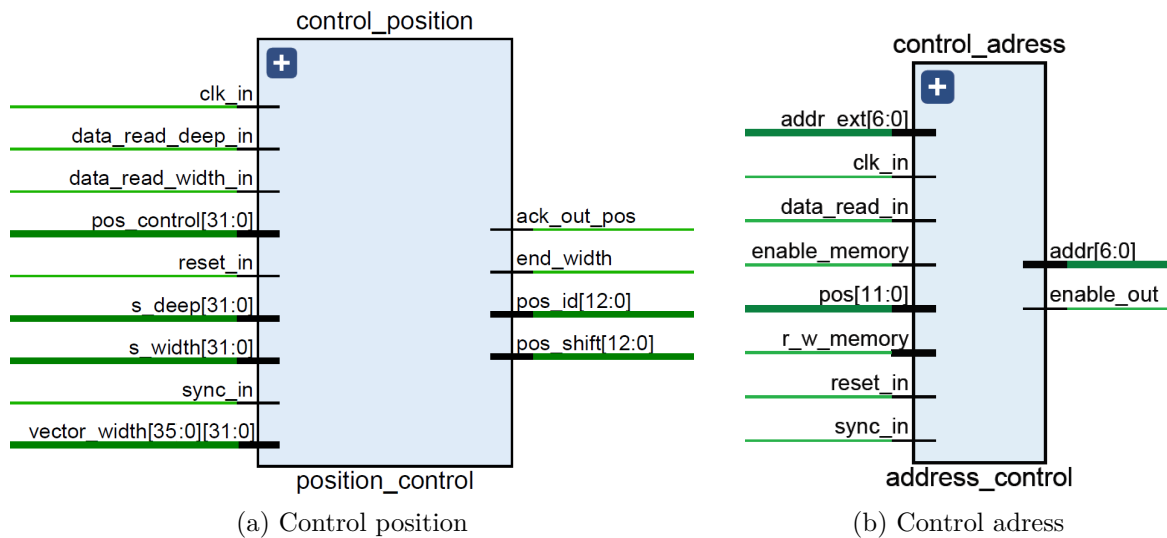 control_position
+
clk_in
data_read_deep_in
data_read_width_in
pos_control[31:0]
reset_in
s_deep[31:0]
s_width[31:0]
sync_in
vector_width[35:0][31:0]
ack_out_pos
end_width
pos_id[12:0]
pos_shift[12:0]
position_control
(a) Control position
control_adress
+
addr_ext[6:0]
clk_in
data_read_in
enable_memory
pos[11:0]
r_w_memory
reset_in
sync_in
addr[6:0]
enable_out
address_control
(b) Control adress